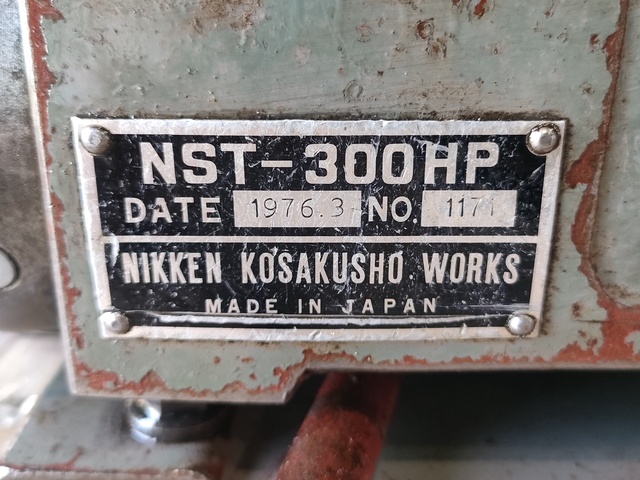 NST-300HP
DATE 1976.3 NO. 1171
NIKKEN KOSAKUSHO WORKS
MADE IN JAPAN